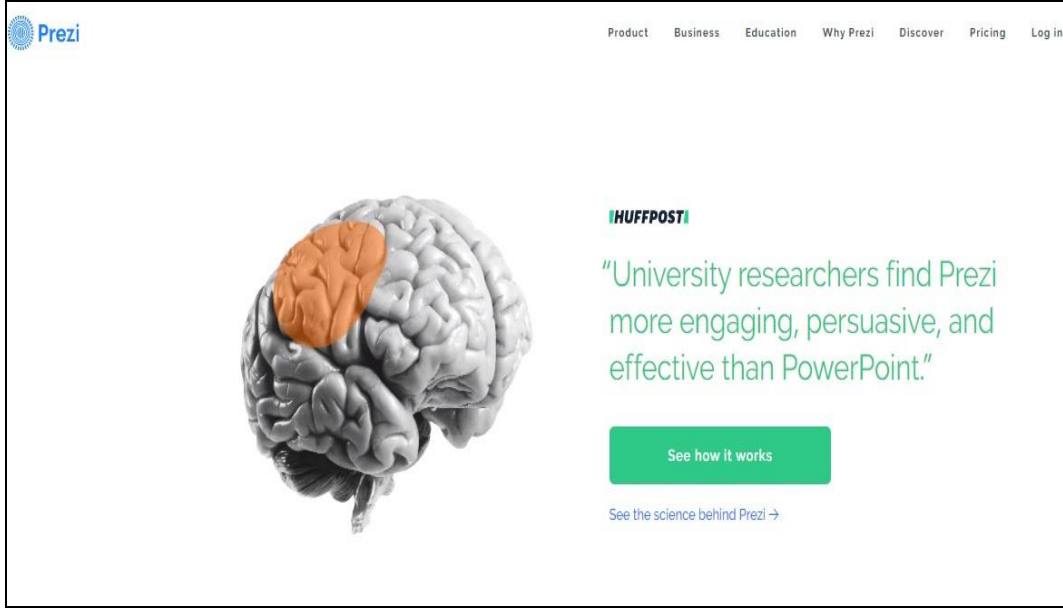 Prezi
Product Business Education Why Prezi Discover Pricing Log in
HUFFPOST
“University researchers find Prezi
more engaging, persuasive, and
effective than PowerPoint.”
See how it works
See the science behind Prezi →